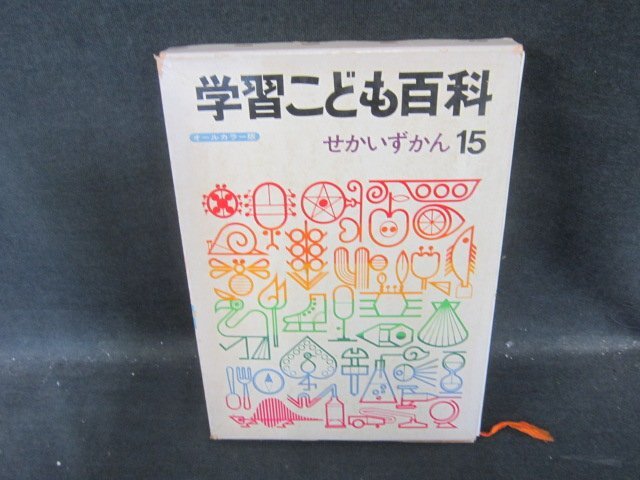 学習こども百科
オールカラー版
せかいずかん 15